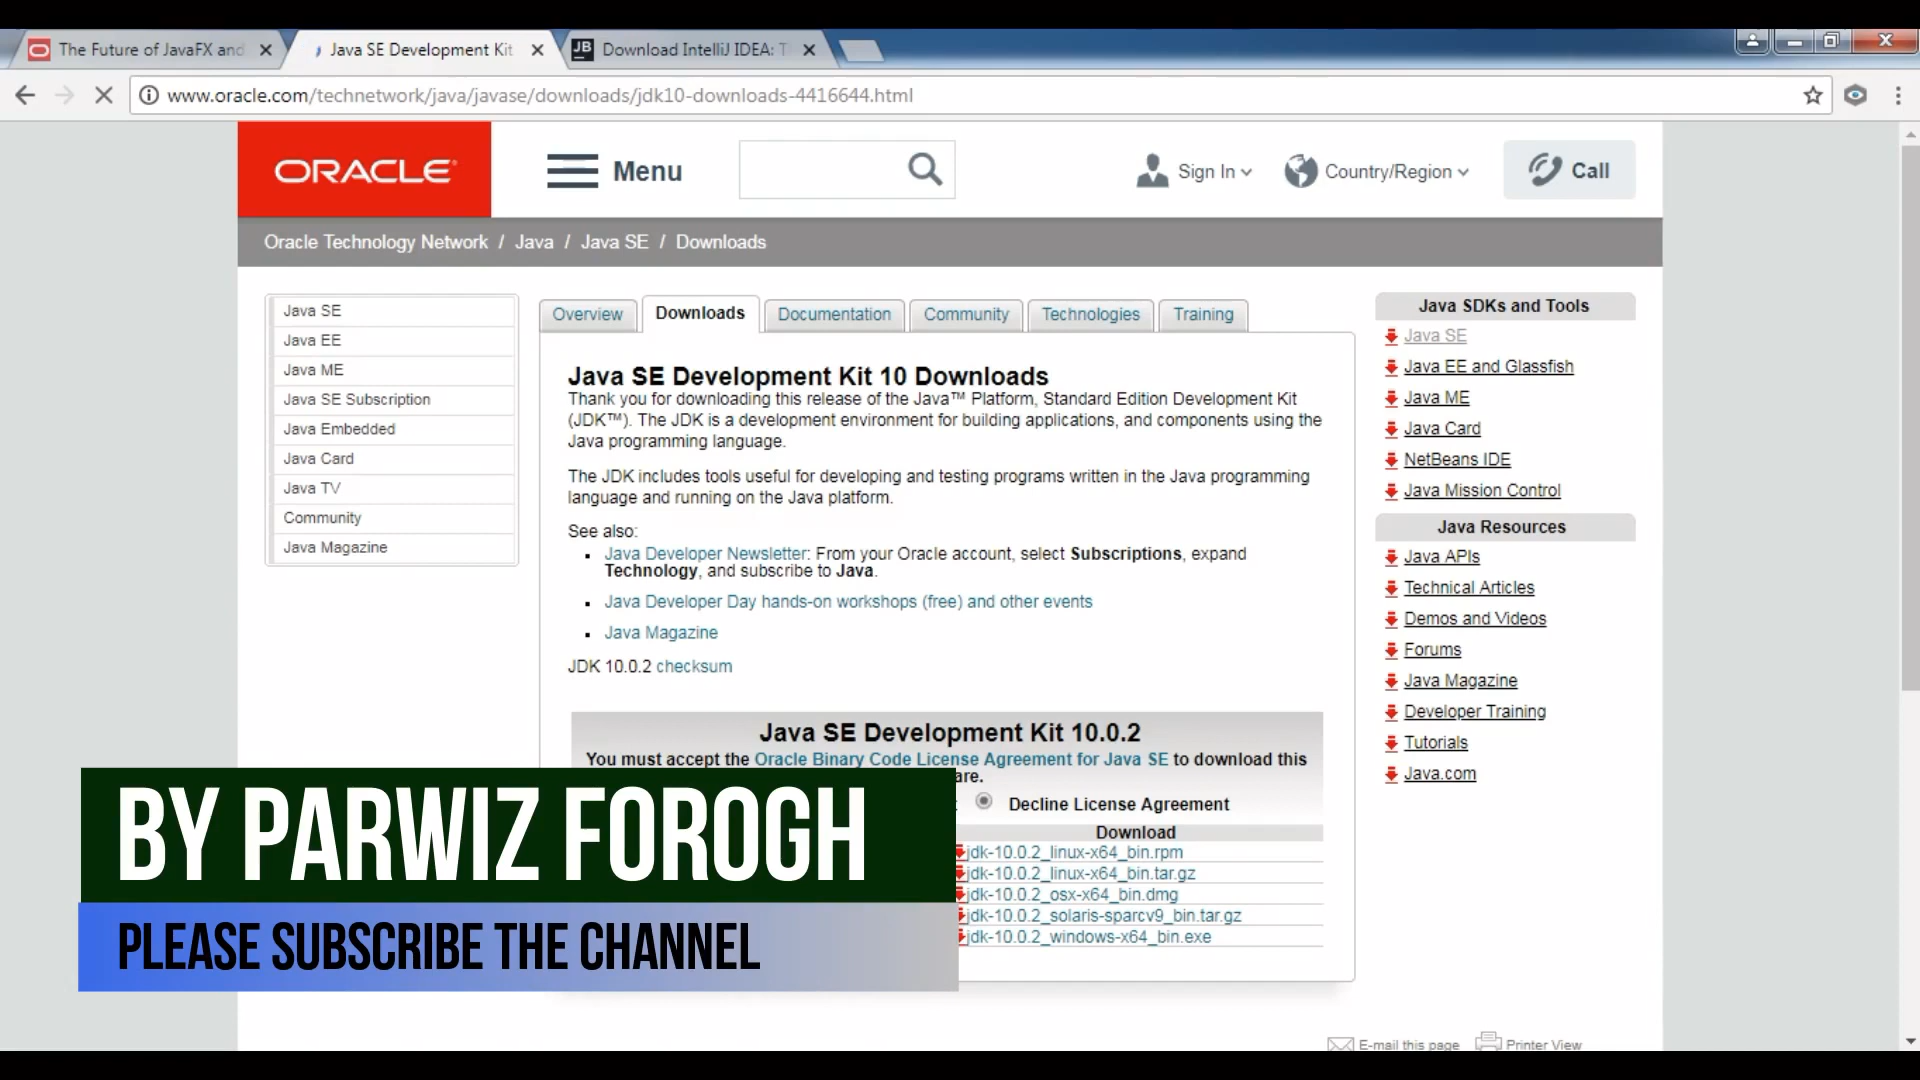 The Future of JavaFX and
Java SE Development Kit
JB
Download IntelliJ IDEA: T
www.oracle.com/technetwork/java/javase/downloads/jdk10-downloads-4416644.html
ORACLE
Menu
Sign In
Country/Region
Call
Oracle Technology Network / Java / Java SE / Downloads
Java SE
Java EE
Java ME
Java SE Subscription
Java Embedded
Java Card
Java TV
Community
Java Magazine
Overview
Downloads
Documentation
Community
Technologies
Training
Java SE Development Kit 10 Downloads
Thank you for downloading this release of the Java™ Platform, Standard Edition Development Kit
(JDK™). The JDK is a development environment for building applications, and components using the
Java programming language.
The JDK includes tools useful for developing and testing programs written in the Java programming
language and running on the Java platform.
See also:
Java Developer Newsletter: From your Oracle account, select Subscriptions, expand
Technology, and subscribe to Java.
Java Developer Day hands-on workshops (free) and other events
Java Magazine
JDK 10.0.2 checksum
Java SE Development Kit 10.0.2
You must accept the Oracle Binary Code License Agreement for Java SE to download this
are.
Decline License Agreement
Download
jdk-10.0.2_linux-x64_bin.rpm
jdk-10.0.2_linux-x64_bin.tar.gz
jdk-10.0.2_osx-x64_bin.dmg
jdk-10.0.2_solaris-sparcv9_bin.tar.gz
jdk-10.0.2_windows-x64_bin.exe
Java SDKs and Tools
Java SE
Java EE and Glassfish
Java ME
Java Card
NetBeans IDE
Java Mission Control
Java Resources
Java APIs
Technical Articles
Demos and Videos
Forums
Java Magazine
Developer Training
Tutorials
Java.com
BY PARWIZ FOROGH
PLEASE SUBSCRIBE THE CHANNEL
E-mail this page
Printer View